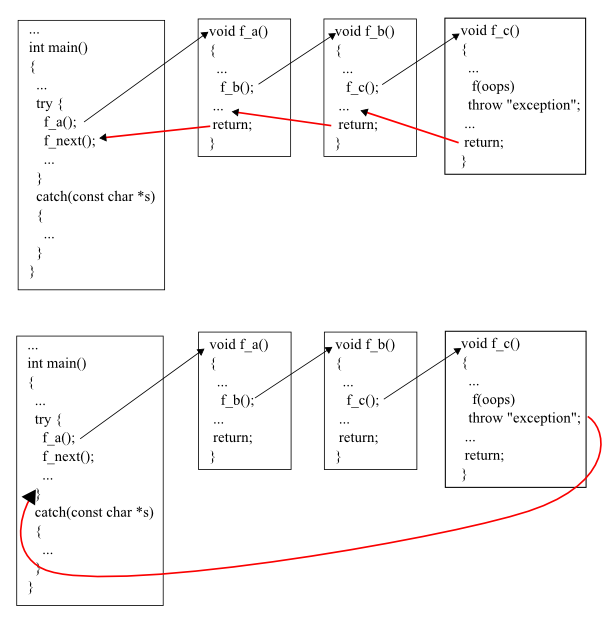 ...
int main()
{
...
try {
f_a();
f_next();
...
}
catch(const char *s)
{
...
}
}
void f_a()
{
...
f_b();
...
return;
}
void f_b()
{
...
f_c();
...
return;
}
void f_c()
{
...
f(oops)
throw "exception";
...
return;
}
...
int main()
{
...
try {
f_a();
f_next();
...
}
catch(const char *s)
{
...
}
}
void f_a()
{
...
f_b();
...
return;
}
void f_b()
{
...
f_c();
...
return;
}
void f_c()
{
...
f(oops)
throw "exception";
...
return;
}